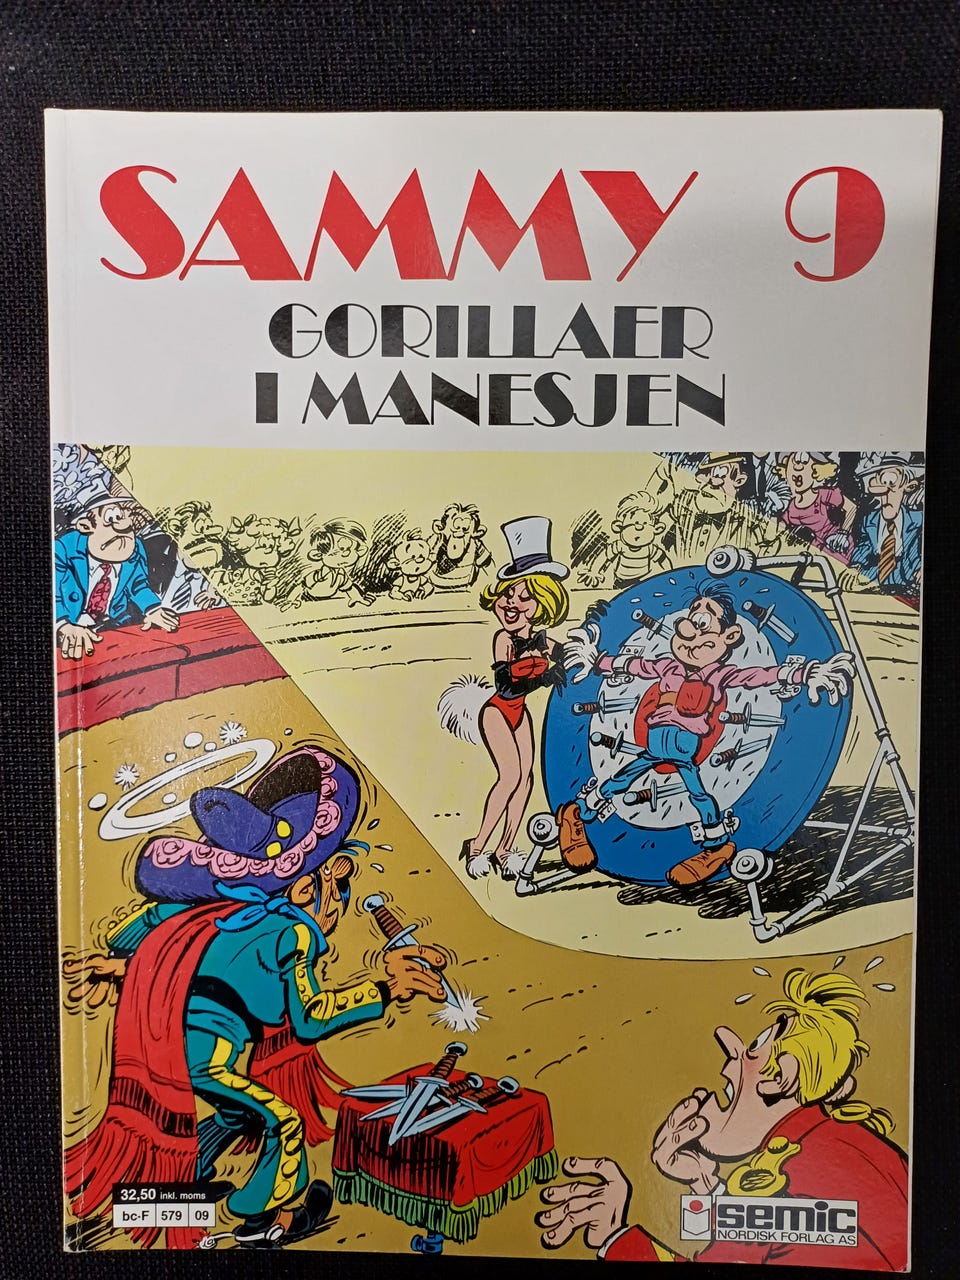 SAMMY 9
GORILLAER
I MANESJEN
32,50 inkl. moms
bc-F 579 09
semic
NORDISK FORLAG AS